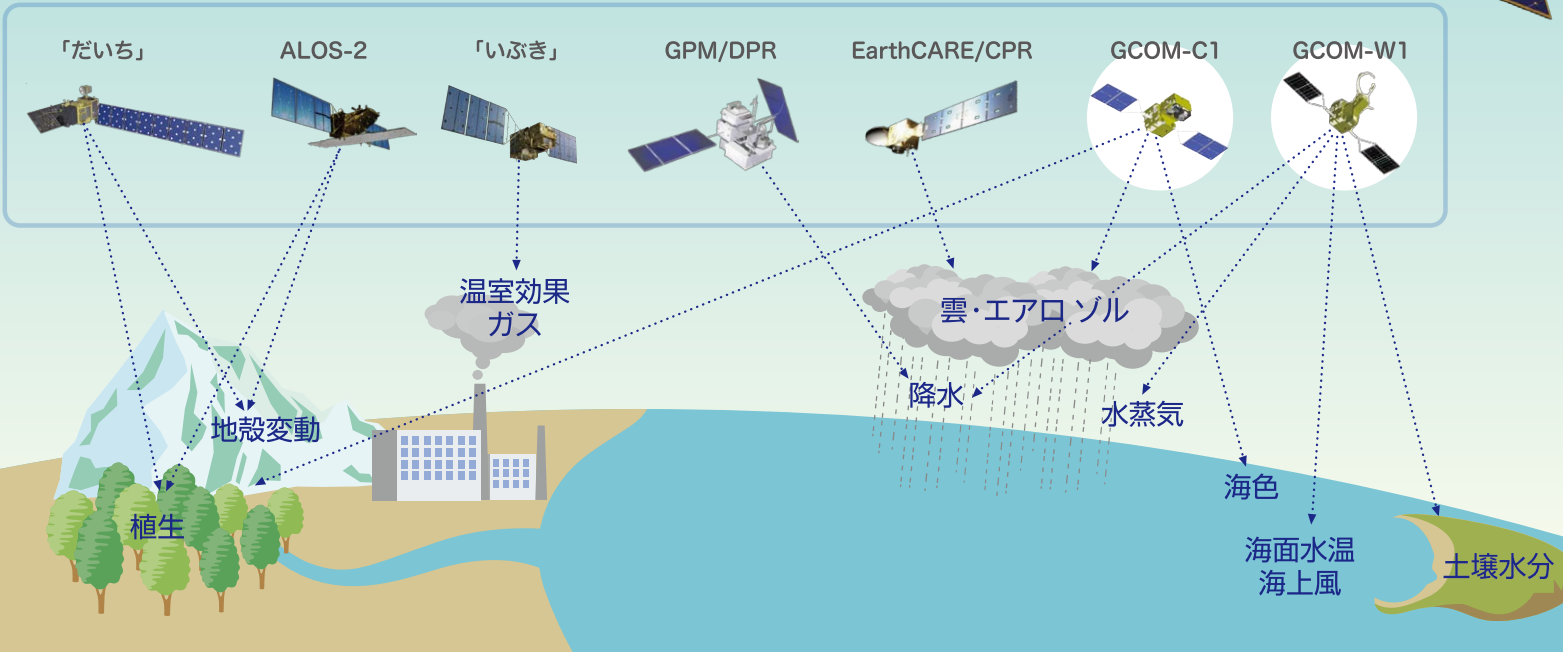 「だいち」
ALOS-2
「いぶき」
GPM/DPR
EarthCARE/CPR
GCOM-C1
GCOM-W1
温室効果
ガス
雲・エアロ ゾル
降水
水蒸気
地殻変動
海色
植生
海面水温
海上風
土壌水分